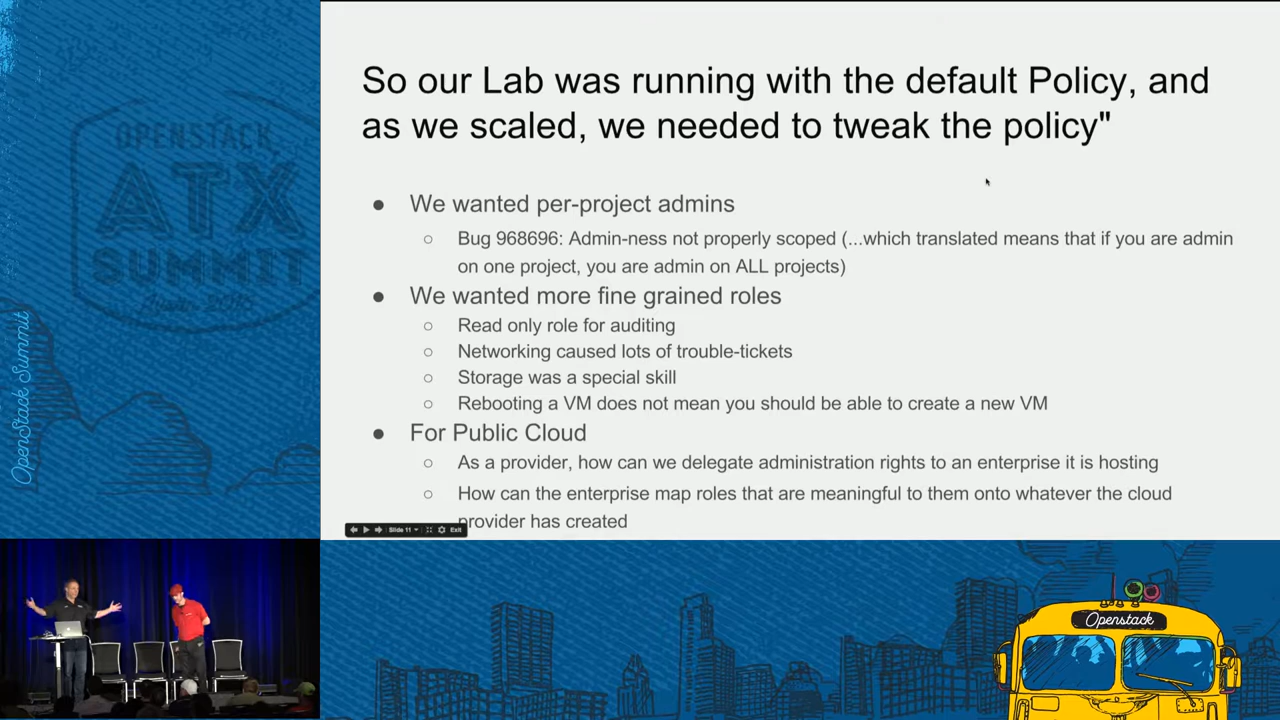 OPENSTACK
ATX
SUMMIT
Austin 2016
OpenStack Summit
So our Lab was running with the default Policy, and
as we scaled, we needed to tweak the policy"
● We wanted per-project admins
○ Bug 968696: Admin-ness not properly scoped (...which translated means that if you are admin
on one project, you are admin on ALL projects)
● We wanted more fine grained roles
○ Read only role for auditing
○ Networking caused lots of trouble-tickets
○ Storage was a special skill
○ Rebooting a VM does not mean you should be able to create a new VM
● For Public Cloud
○ As a provider, how can we delegate administration rights to an enterprise it is hosting
○ How can the enterprise map roles that are meaningful to them onto whatever the cloud
provider has created
Slide 11
Exit
Openstack